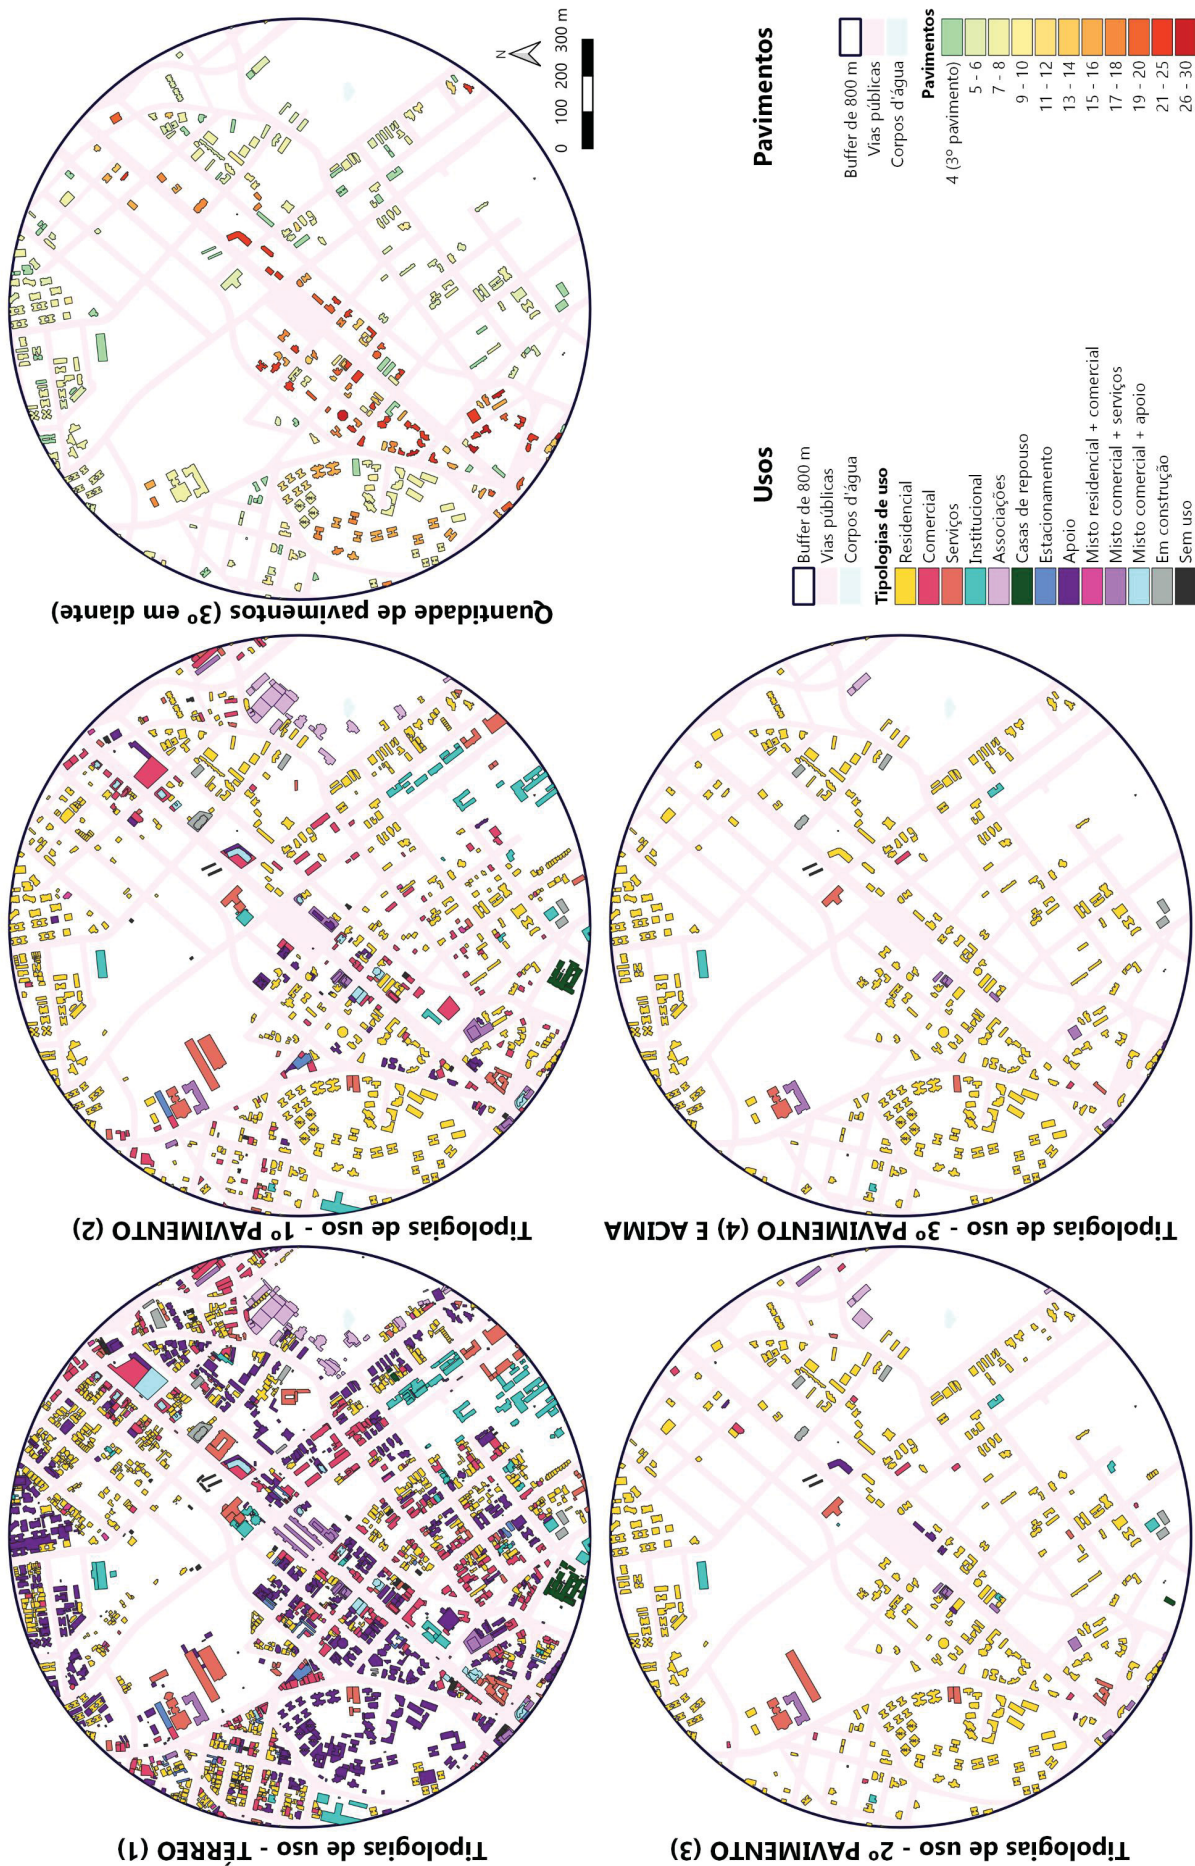 Tipologias de uso - TÉRREO (1)
Tipologias de uso - 1º PAVIMENTO (2)
Quantidade de pavimentos (3º em diante)
N
0 100 200 300 m
Tipologias de uso - 2º PAVIMENTO (3)
Tipologias de uso - 3º PAVIMENTO (4) E ACIMA
Usos
Buffer de 800 m
Vias públicas
Corpos d'água
Tipologias de uso
Residencial
Comercial
Serviços
Institucional
Associações
Casas de repouso
Estacionamento
Apoio
Misto residencial + comercial
Misto comercial + serviços
Misto comercial + apoio
Em construção
Sem uso
Pavimentos
Buffer de 800 m
Vias públicas
Corpos d'água
Pavimentos
4 (3º pavimento)
5 - 6
7 - 8
9 - 10
11 - 12
13 - 14
15 - 16
17 - 18
19 - 20
21 - 25
26 - 30